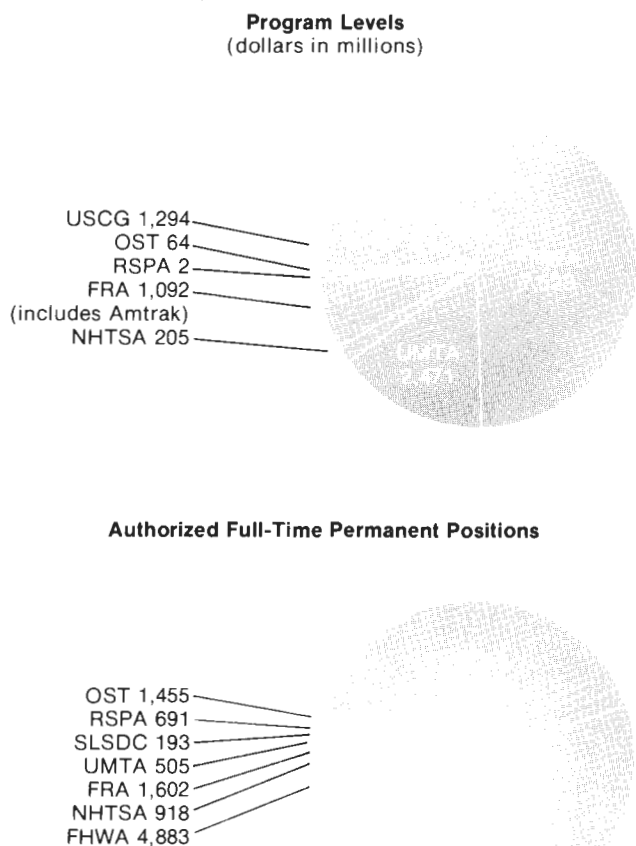 Program Levels
(dollars in millions)
USCG 1,294
OST 64
RSPA 2
FRA 1,092
(includes Amtrak)
NHTSA 205
UMTA
2,471
Authorized Full-Time Permanent Positions
OST 1,455
RSPA 691
SLSDC 193
UMTA 505
FRA 1,602
NHTSA 918
FHWA 4,883